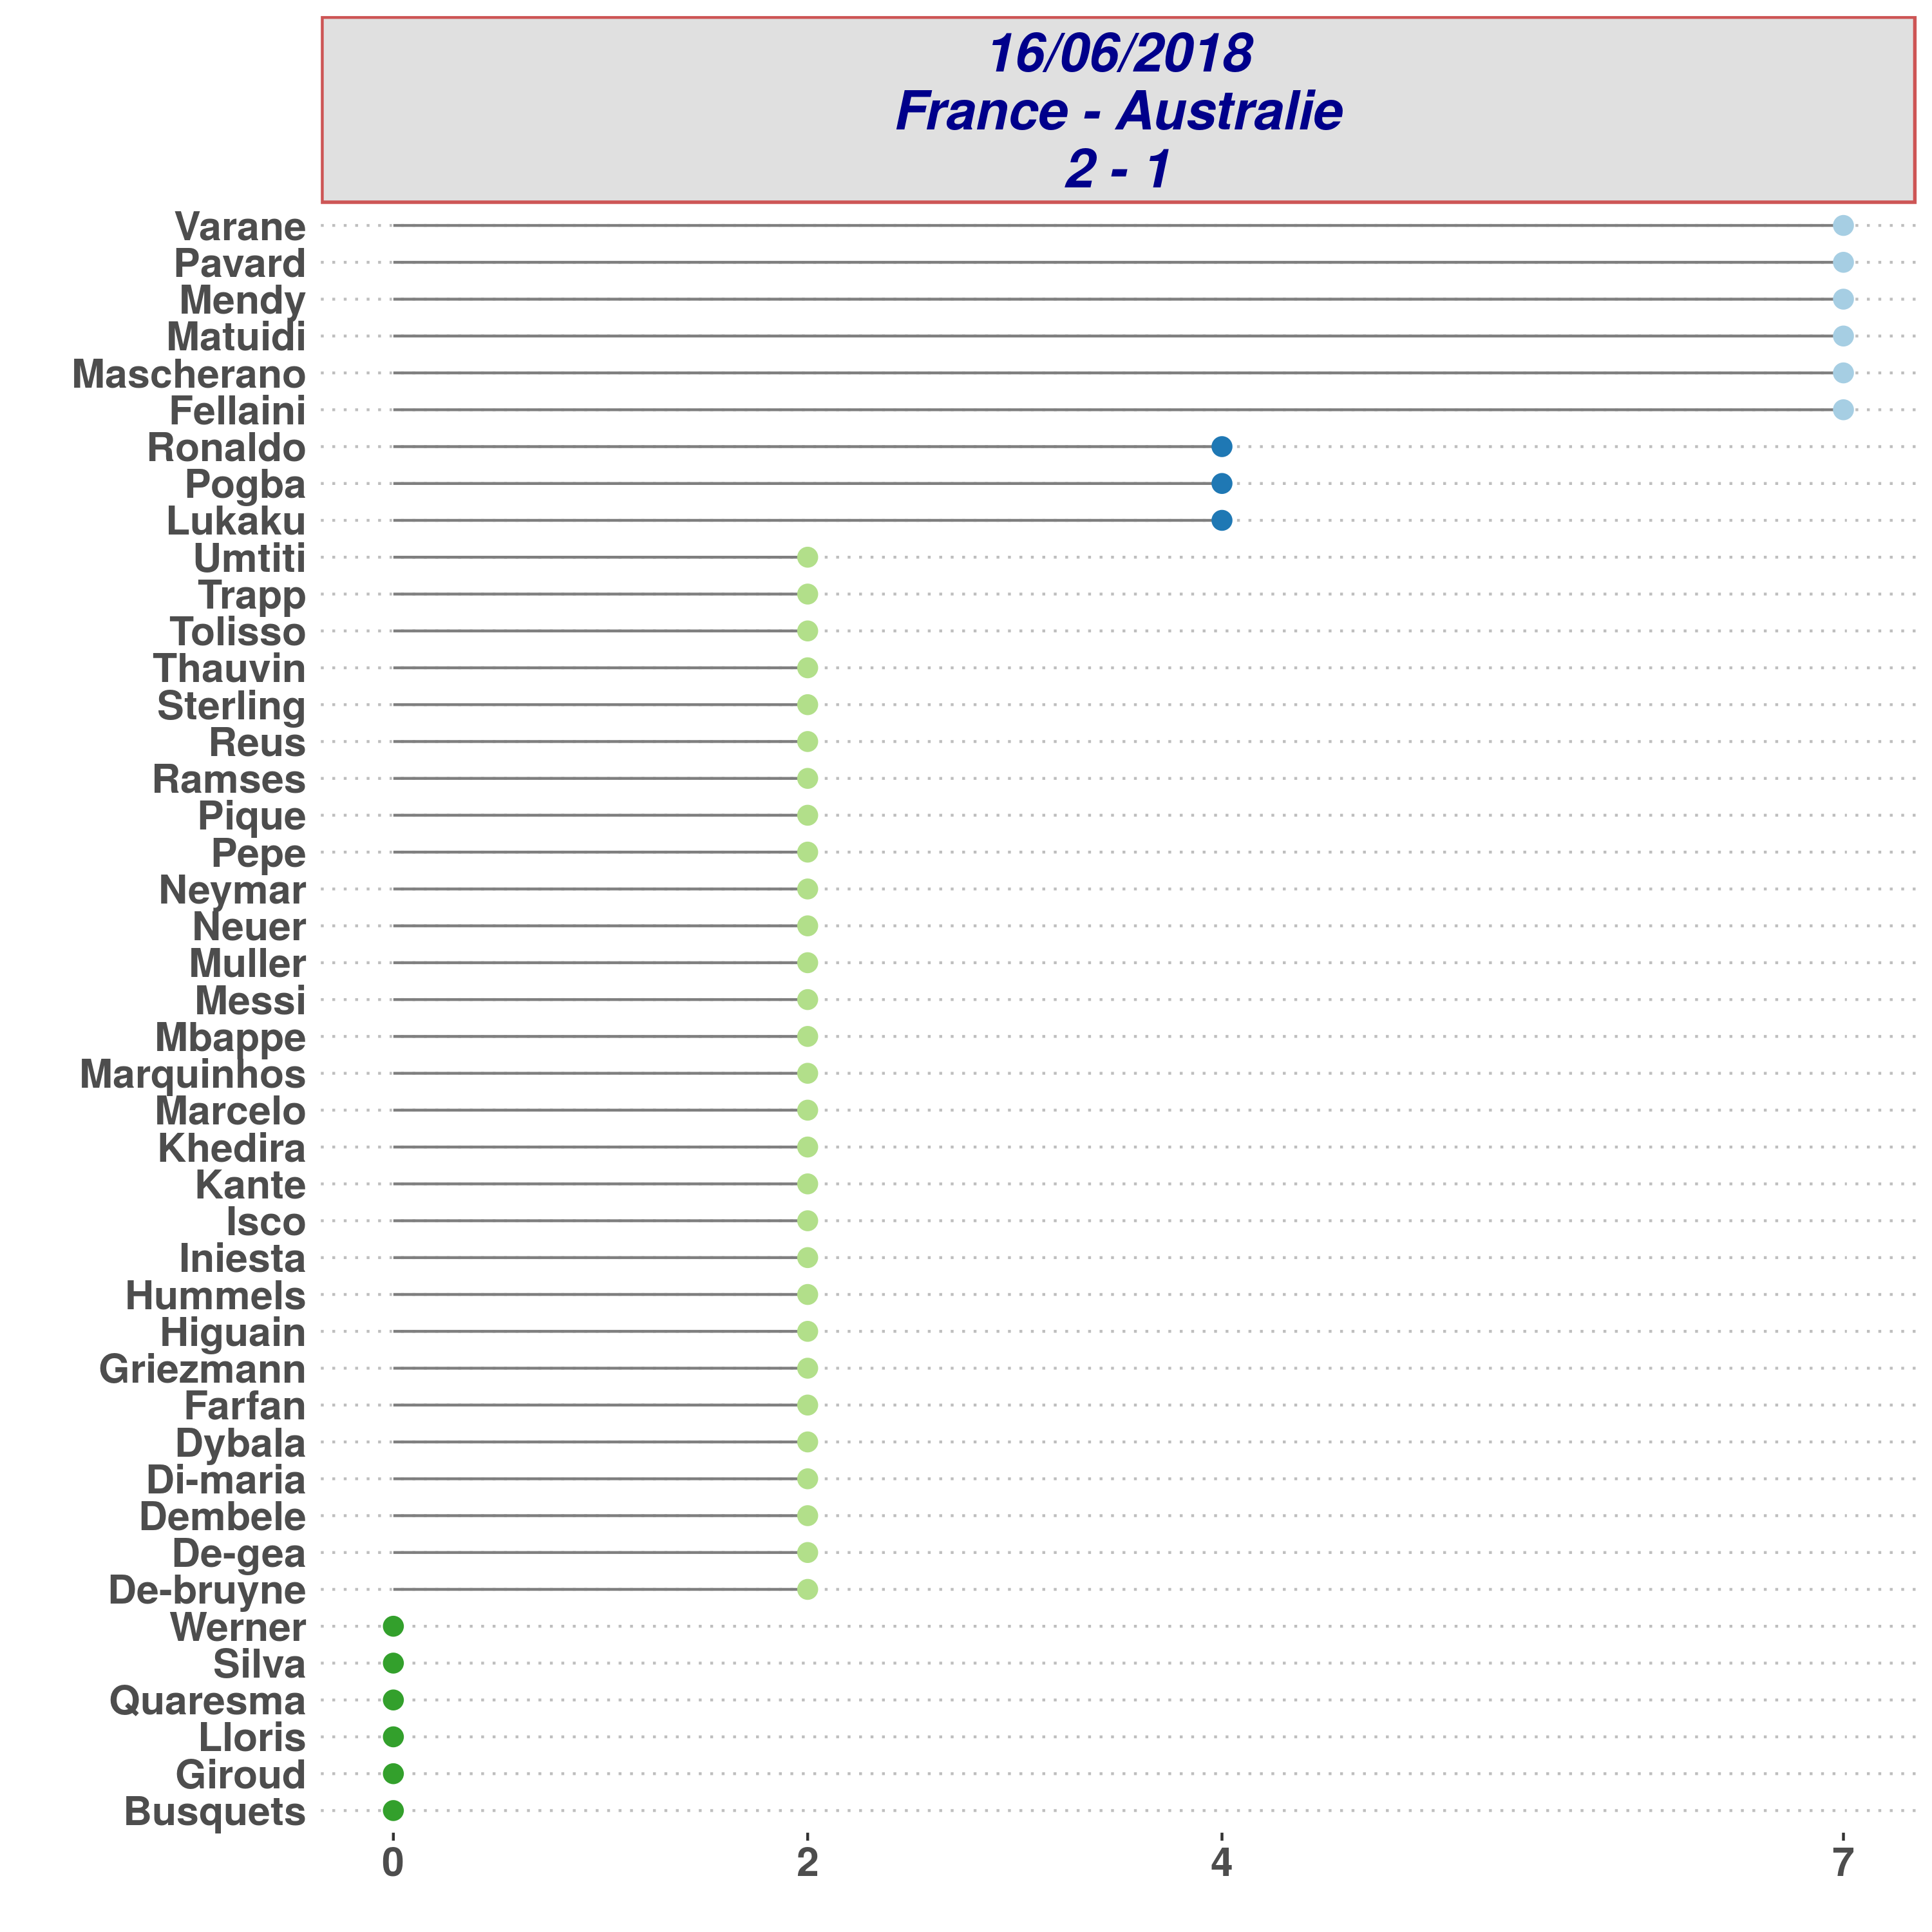 16/06/2018
France - Australie
2 - 1
Varane
Pavard
Mendy
Matuidi
Mascherano
Fellaini
Ronaldo
Pogba
Lukaku
Umtiti
Trapp
Tolisso
Thauvin
Sterling
Reus
Ramses
Pique
Pepe
Neymar
Neuer
Muller
Messi
Mbappe
Marquinhos
Marcelo
Khedira
Kante
Isco
Iniesta
Hummels
Higuain
Griezmann
Farfan
Dybala
Di-maria
Dembele
De-gea
De-bruyne
Werner
Silva
Quaresma
Lloris
Giroud
Busquets
0 2 4 7